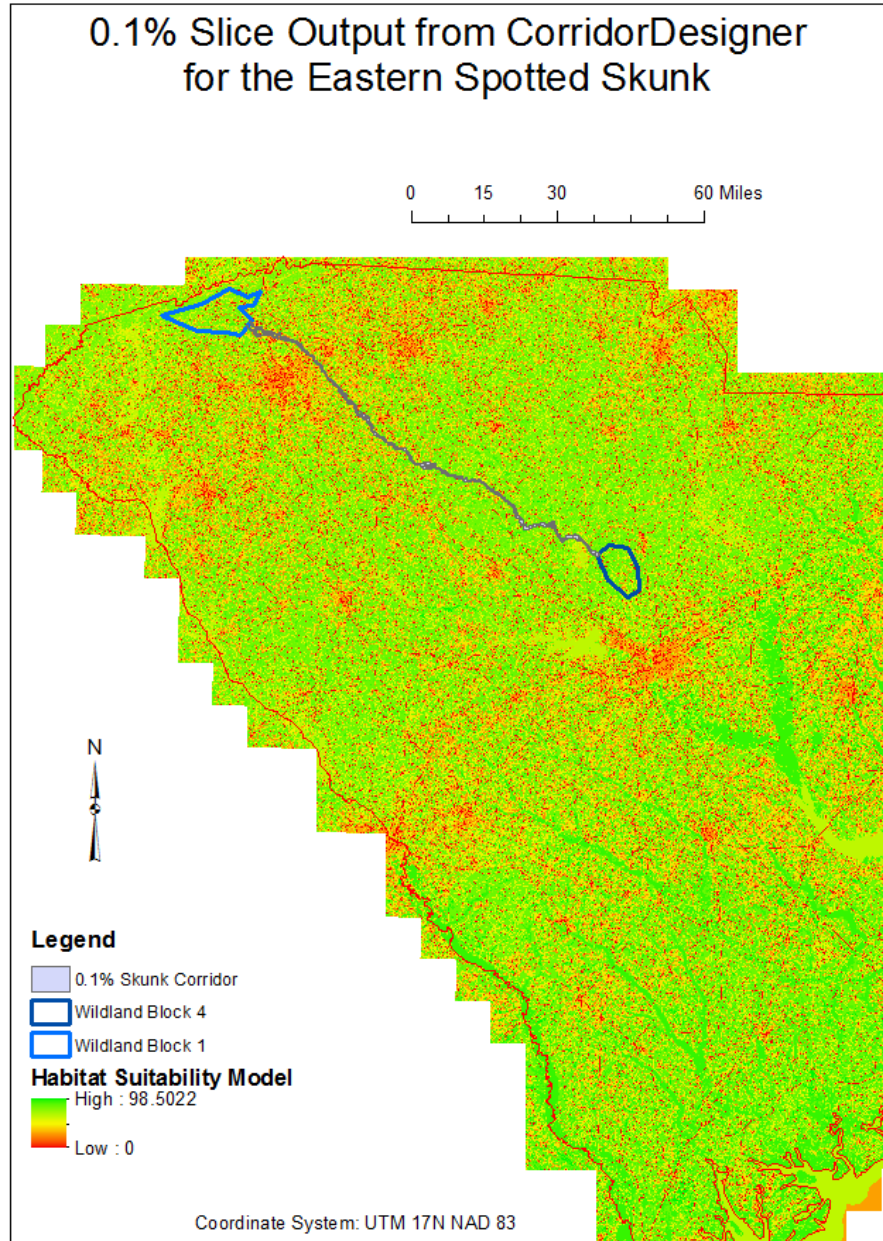 0.1% Slice Output from CorridorDesigner
for the Eastern Spotted Skunk
0 15 30 60 Miles
N
Legend
0.1% Skunk Corridor
Wildland Block 4
Wildland Block 1
Habitat Suitability Model
High : 98.5022
Low : 0
Coordinate System: UTM 17N NAD 83